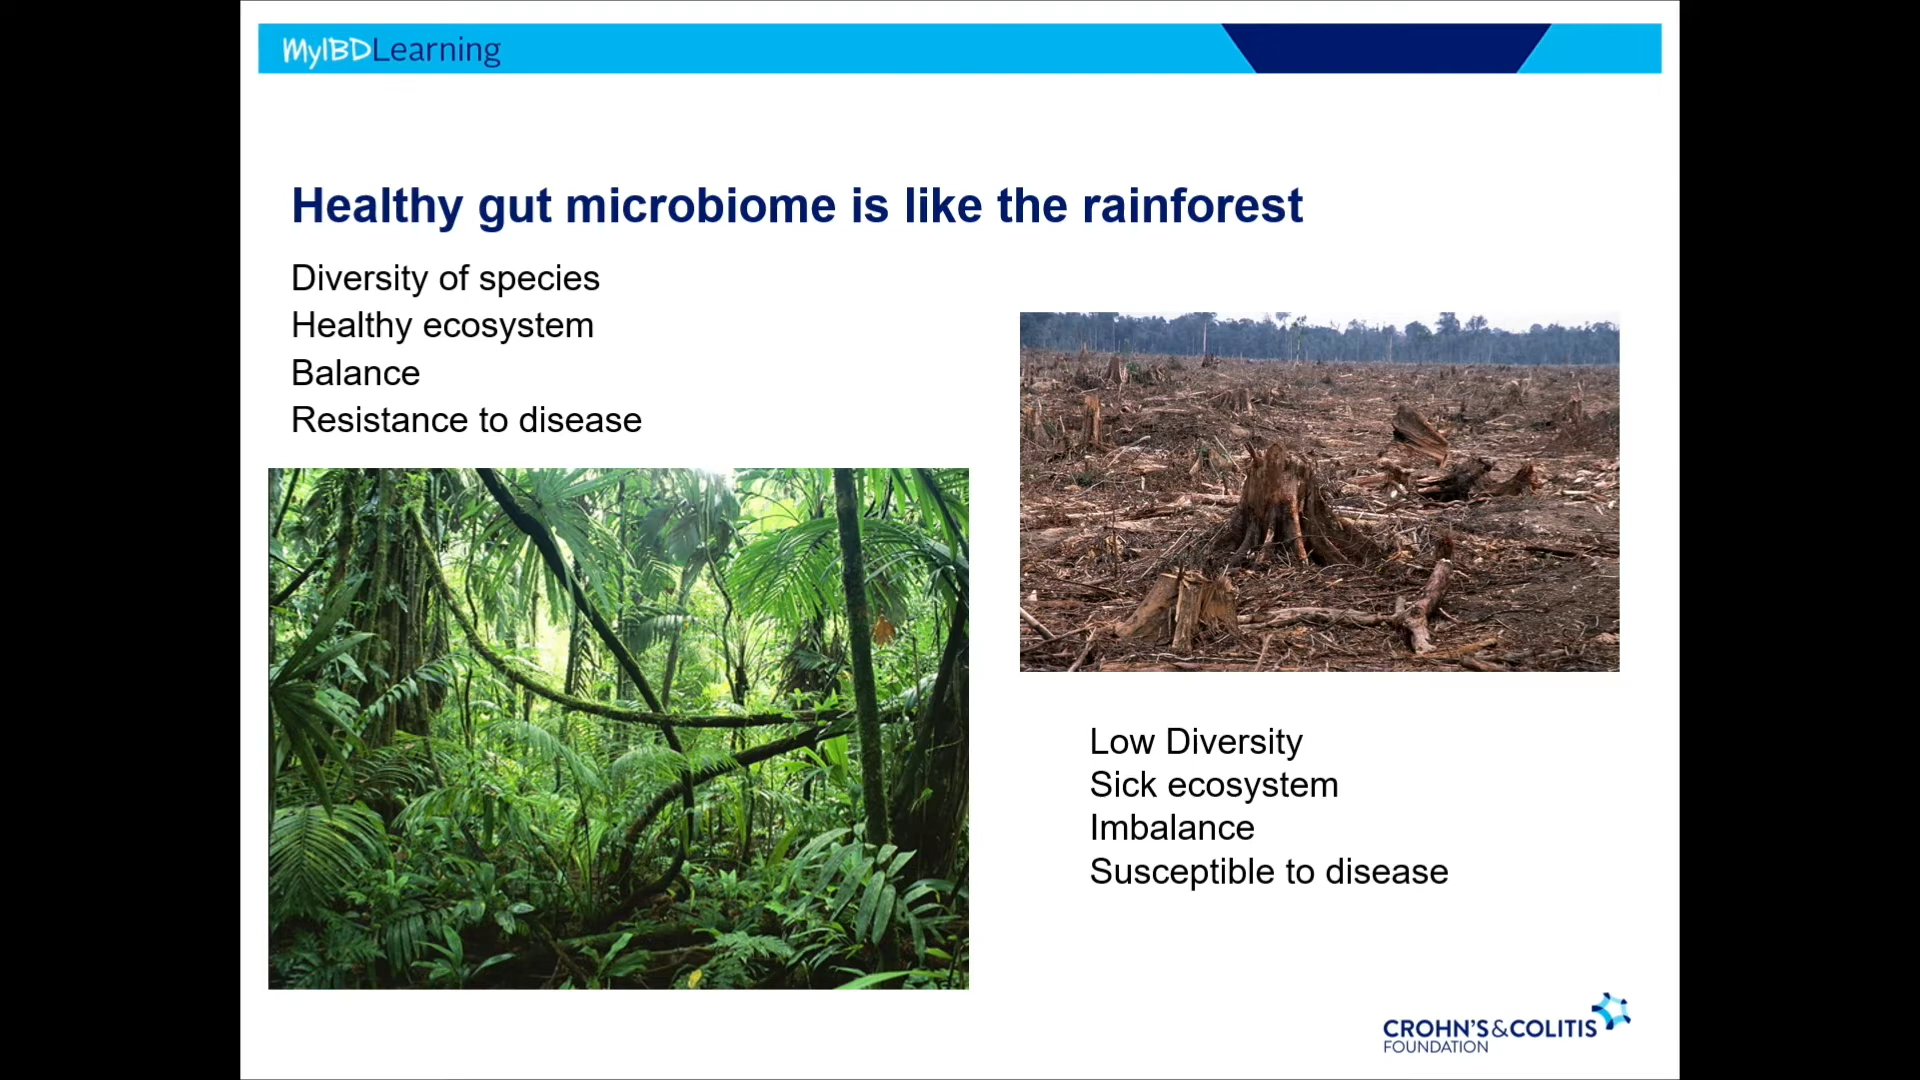 MyIBDLearning
Healthy gut microbiome is like the rainforest
Diversity of species
Healthy ecosystem
Balance
Resistance to disease
Low Diversity
Sick ecosystem
Imbalance
Susceptible to disease
CROHN'S&COLITIS
FOUNDATION